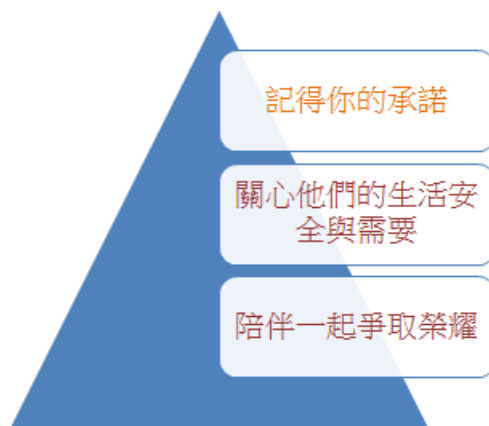 記得你的承諾
關心他們的生活安
全與需要
陪伴一起爭取榮耀